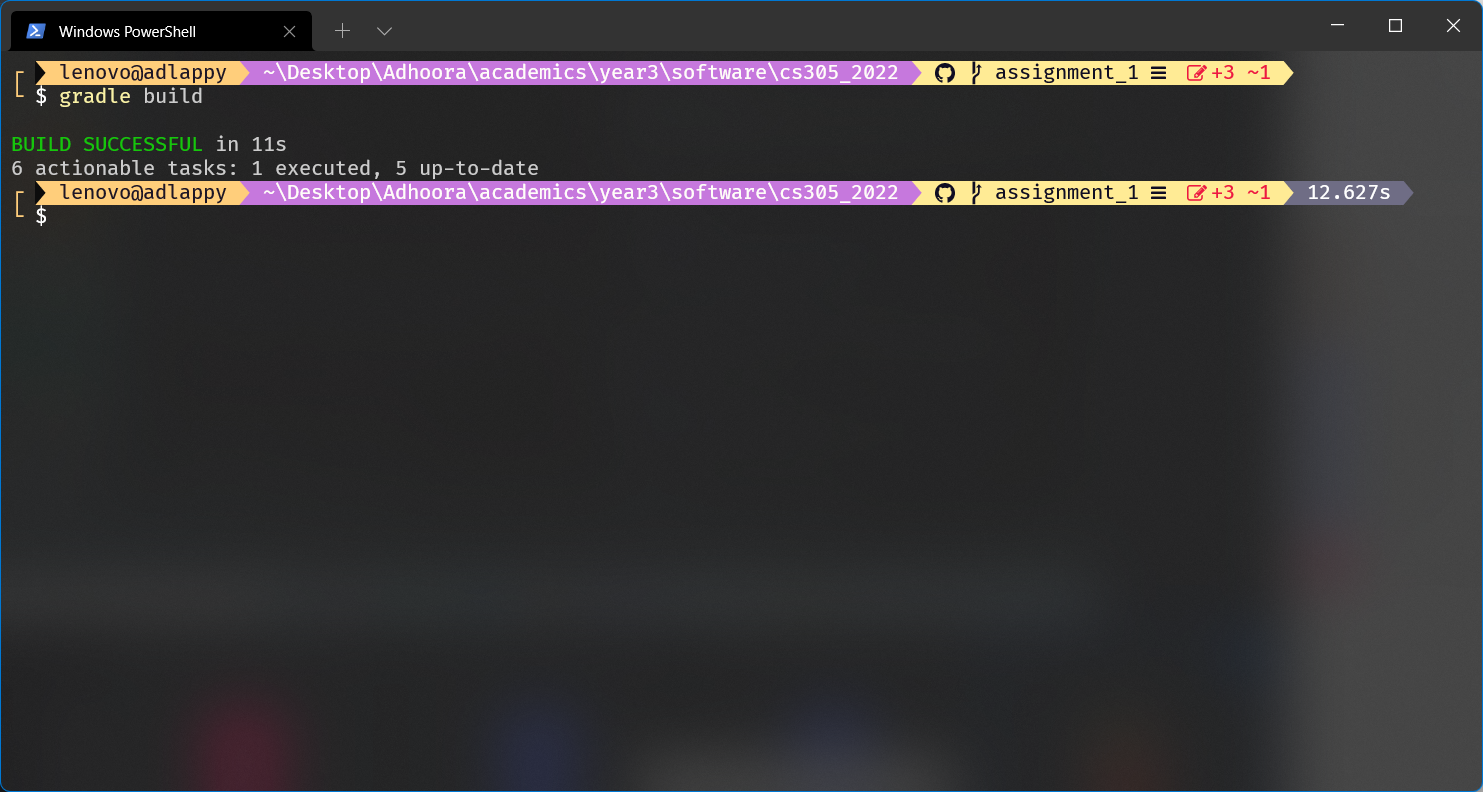 Windows PowerShell
lenovo@adlappy ~\Desktop\Adhoora\academics\year3\software\cs305_2022 assignment_1 ≡ +3 ~1
$ gradle build
BUILD SUCCESSFUL in 11s
6 actionable tasks: 1 executed, 5 up-to-date
lenovo@adlappy ~\Desktop\Adhoora\academics\year3\software\cs305_2022 assignment_1 ≡ +3 ~1 12.627s
$